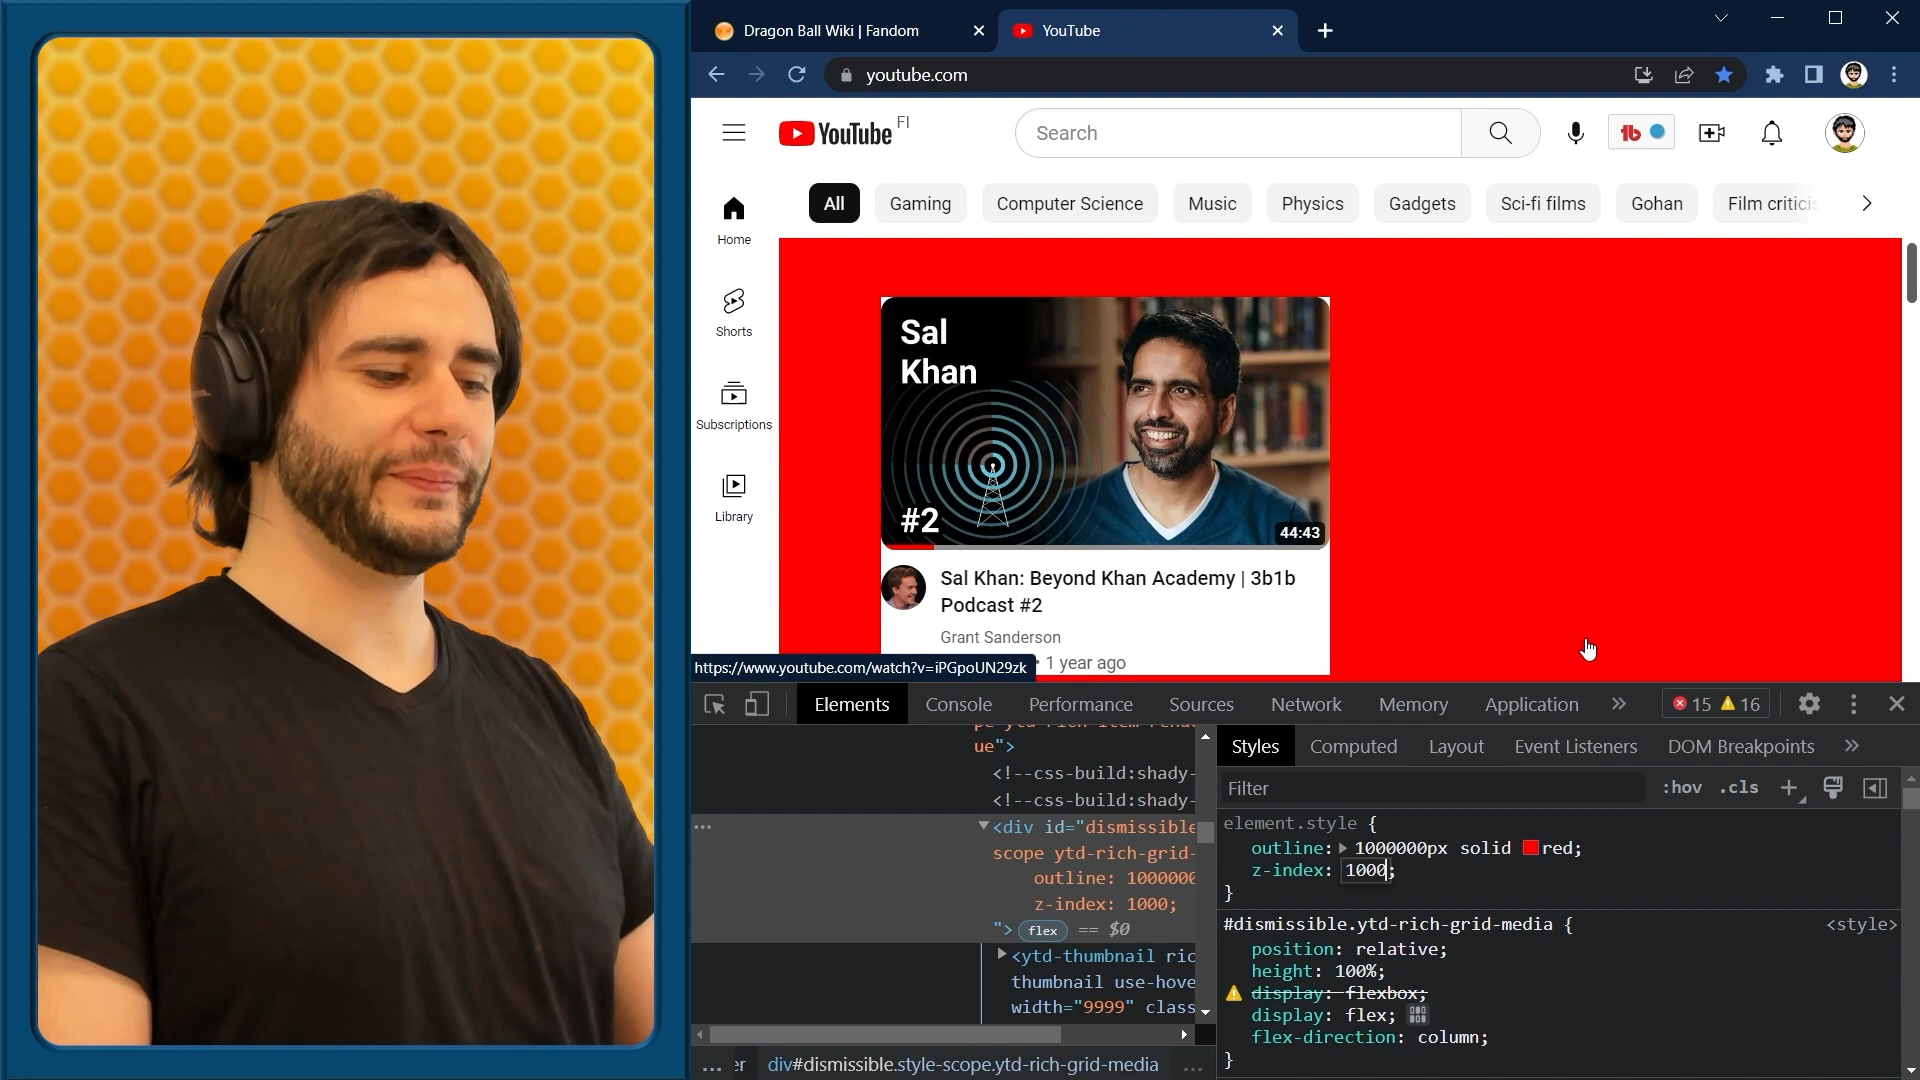 Dragon Ball Wiki | Fandom
YouTube
youtube.com
YouTube FI
Search
All
Gaming
Computer Science
Music
Physics
Gadgets
Sci-fi films
Gohan
Film critics
Home
Shorts
Subscriptions
Library
Sal
Khan
#2
44:43
Sal Khan: Beyond Khan Academy | 3b1b
Podcast #2
Grant Sanderson
• 1 year ago
https://www.youtube.com/watch?v=iPGpoUN29zk
Elements
Console
Performance
Sources
Network
Memory
Application
15
16
ue">
<!--css-build:shady-
<!--css-build:shady-
<div id="dismissible
scope ytd-rich-grid-
outline: 1000000
z-index: 1000;
"> flex == $0
<ytd-thumbnail ric
thumbnail use-hove
width="9999" class
... er div#dismissible.style-scope.ytd-rich-grid-media ...
Styles
Computed
Layout
Event Listeners
DOM Breakpoints
Filter
:hov
.cls
element.style {
outline: 1000000px solid red;
z-index: 1000;
}
#dismissible.ytd-rich-grid-media {
<style>
position: relative;
height: 100%;
display: flexbox;
display: flex;
flex-direction: column;
}